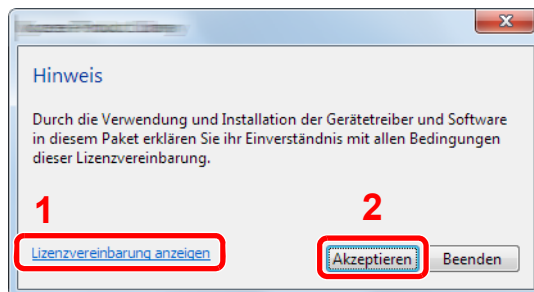 Hinweis
Durch die Verwendung und Installation der Gerätetreiber und Software
in diesem Paket erklären Sie ihr Einverständnis mit allen Bedingungen
dieser Lizenzvereinbarung.
1
2
Lizenzvereinbarung anzeigen
Akzeptieren
Beenden